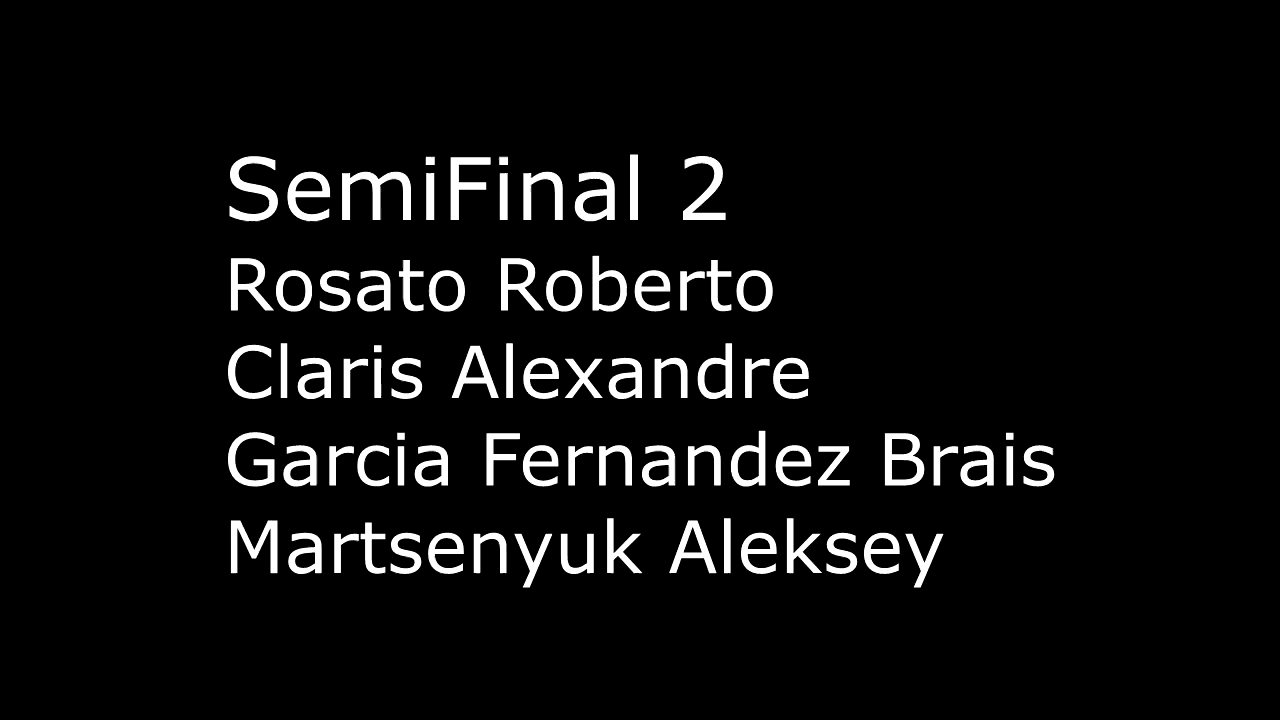 SemiFinal 2
Rosato Roberto
Claris Alexandre
Garcia Fernandez Brais
Martsenyuk Aleksey